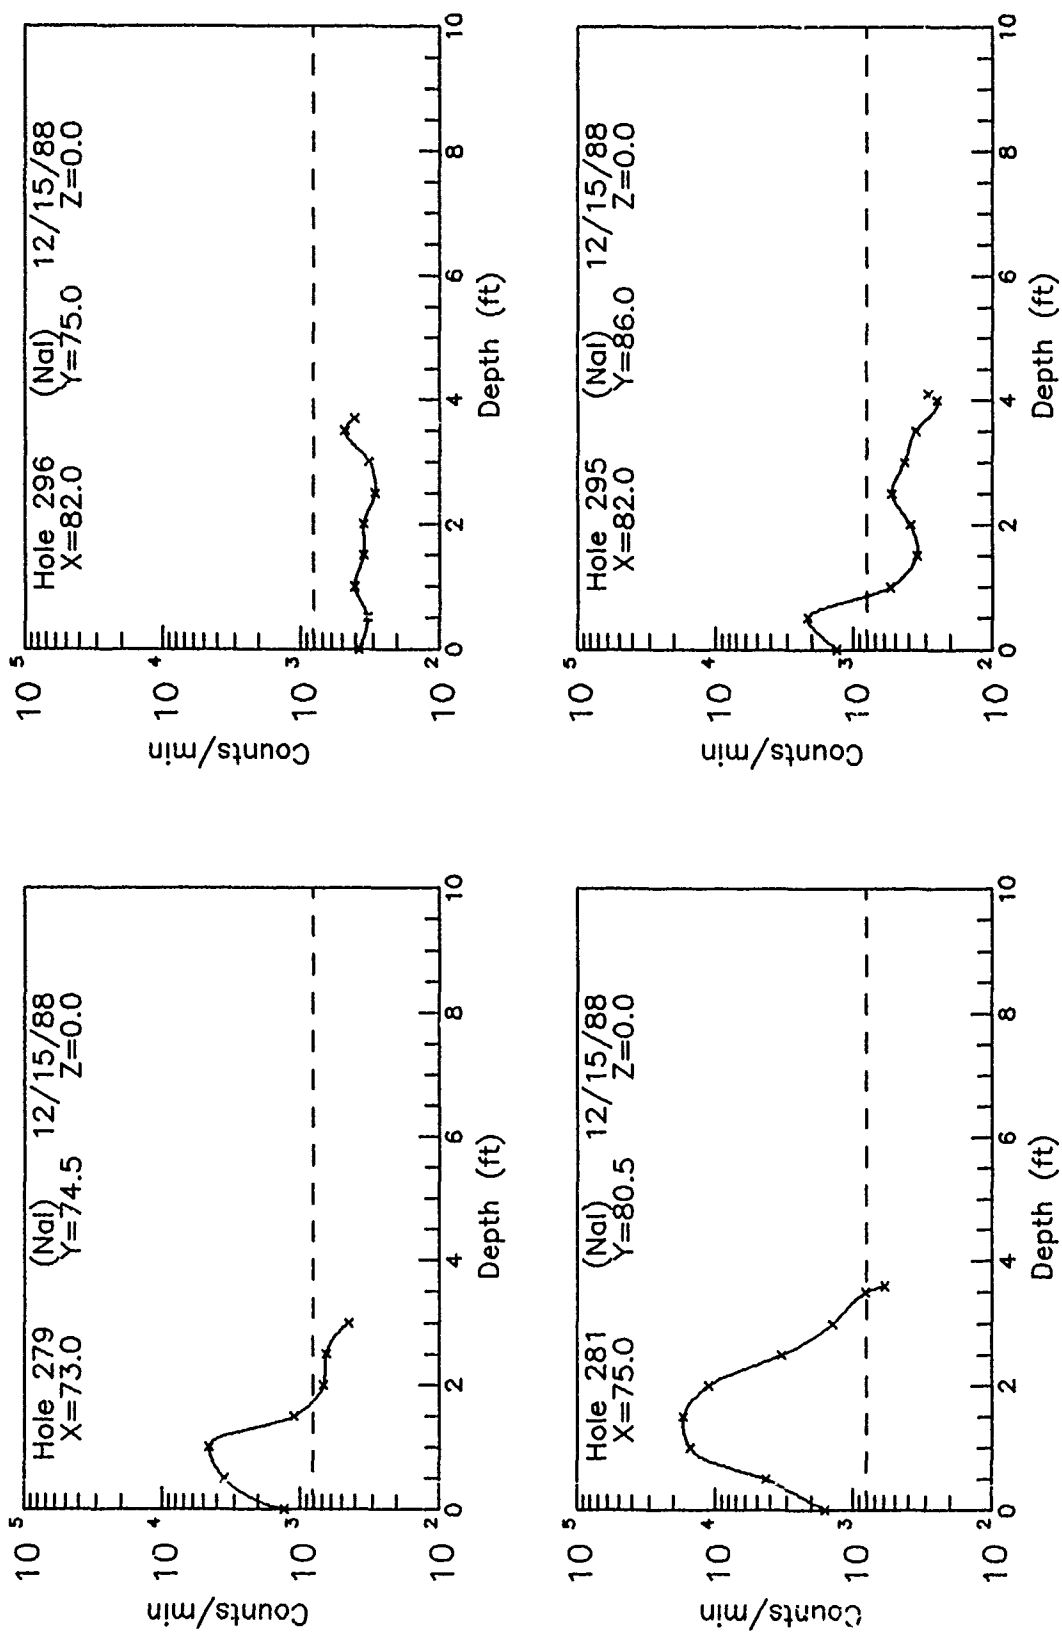 Hole 279 (NaI) 12/15/88
X=73.0 Y=74.5 Z=0.0
10 5
10 4
10 3
10 2
Counts/min
0 2 4 6 8 10
Depth (ft)
Hole 296 (NaI) 12/15/88
X=82.0 Y=75.0 Z=0.0
10 5
10 4
10 3
10 2
Counts/min
0 2 4 6 8 10
Depth (ft)
Hole 281 (NaI) 12/15/88
X=75.0 Y=80.5 Z=0.0
10 5
10 4
10 3
10 2
Counts/min
0 2 4 6 8 10
Depth (ft)
Hole 295 (NaI) 12/15/88
X=82.0 Y=86.0 Z=0.0
10 5
10 4
10 3
10 2
Counts/min
0 2 4 6 8 10
Depth (ft)